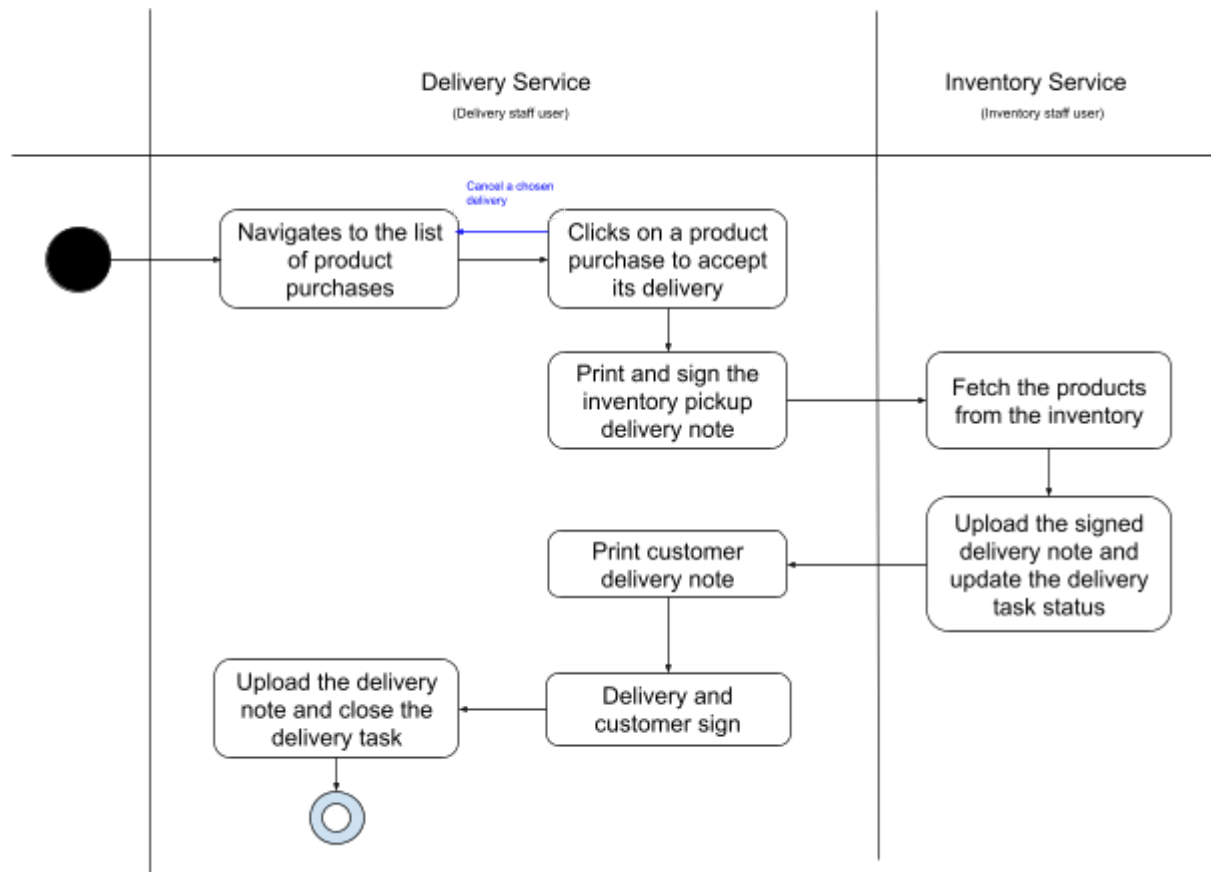 Delivery Service
(Delivery staff user)
Inventory Service
(Inventory staff user)
Cancel a chosen
delivery
Navigates to the list
of product
purchases
Clicks on a product
purchase to accept
its delivery
Print and sign the
inventory pickup
delivery note
Fetch the products
from the inventory
Upload the signed
delivery note and
update the delivery
task status
Print customer
delivery note
Delivery and
customer sign
Upload the delivery
note and close the
delivery task